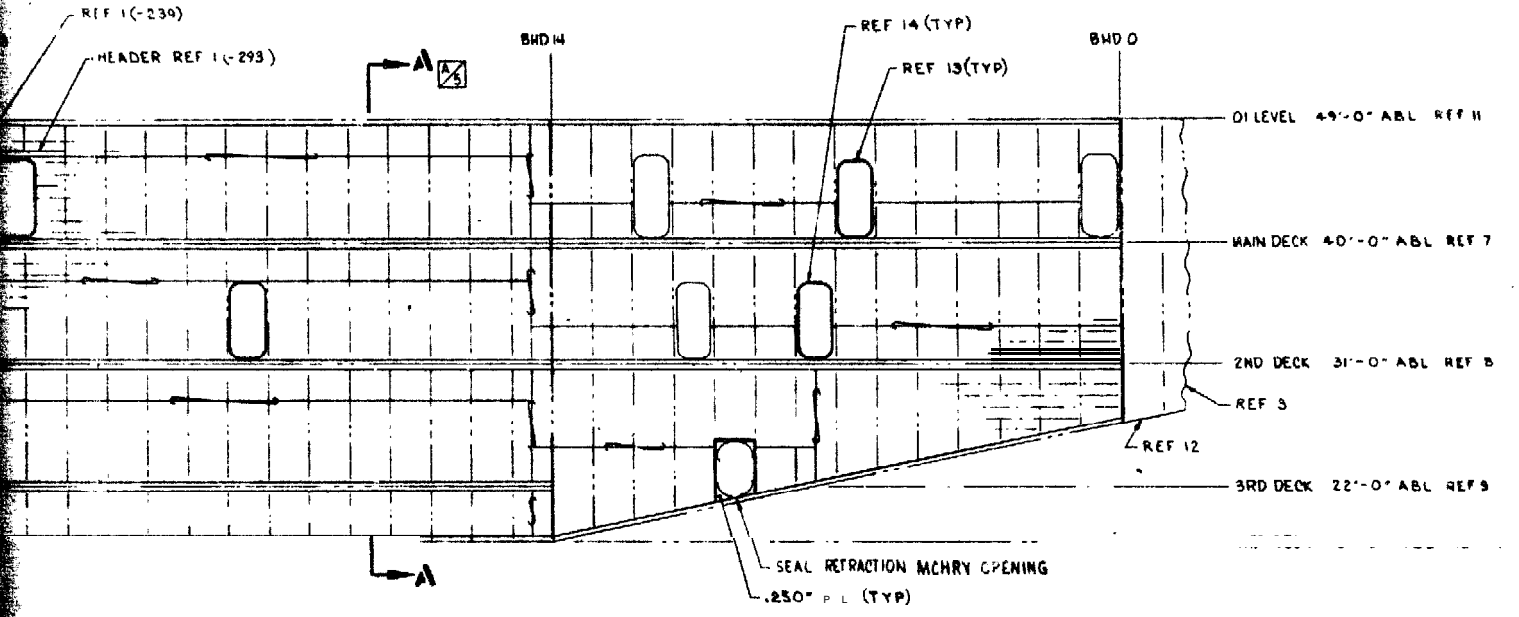 REF 1 (-239)
HEADER REF 1 (-293)
A A/5
BHD 14
REF 14 (TYP)
REF 13 (TYP)
BHD 0
01 LEVEL 49'-0" ABL REF 11
MAIN DECK 40'-0" ABL REF 7
2ND DECK 31'-0" ABL REF 8
REF 3
REF 12
3RD DECK 22'-0" ABL REF 9
SEAL RETRACTION MCHRY OPENING
.250" PL (TYP)
A